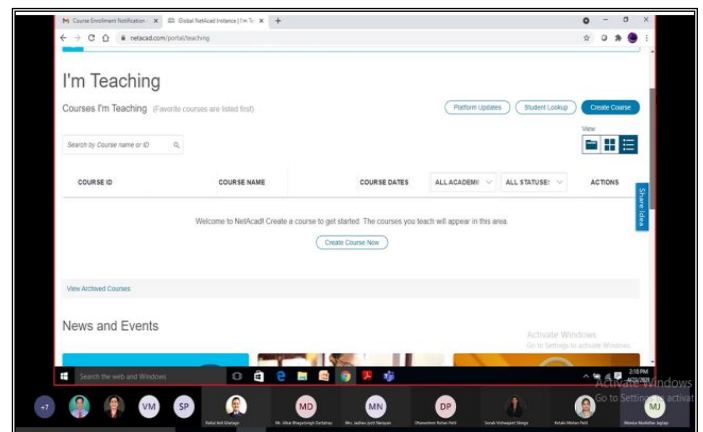 Course Enrollment Notification
Global NetAcad Instance | I'm Te
netacad.com/portal/teaching
I'm Teaching
Courses I'm Teaching (Favorite courses are listed first)
Platform Updates
Student Lookup
Create Course
View
Search by Course name or ID
COURSE ID
COURSE NAME
COURSE DATES
ALL ACADEMI
ALL STATUSE
ACTIONS
Share Idea
Welcome to NetAcad! Create a course to get started. The courses you teach will appear in this area.
Create Course Now
View Archived Courses
News and Events
Activate Windows
Go to Settings to activate Windows.
Search the web and Windows
2:15 PM
Activate Windows
Go to Settings to activat
+7
VM
SP
MD
MN
DP
MJ